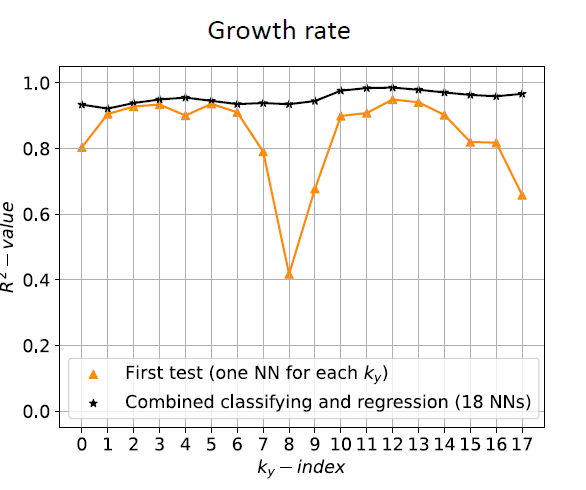 Growth rate
1.0
0.8
0.6
0.4
0.2
0.0
R² − value
First test (one NN for each kᵧ)
Combined classifying and regression (18 NNs)
0 1 2 3 4 5 6 7 8 9 10 11 12 13 14 15 16 17
kᵧ − index